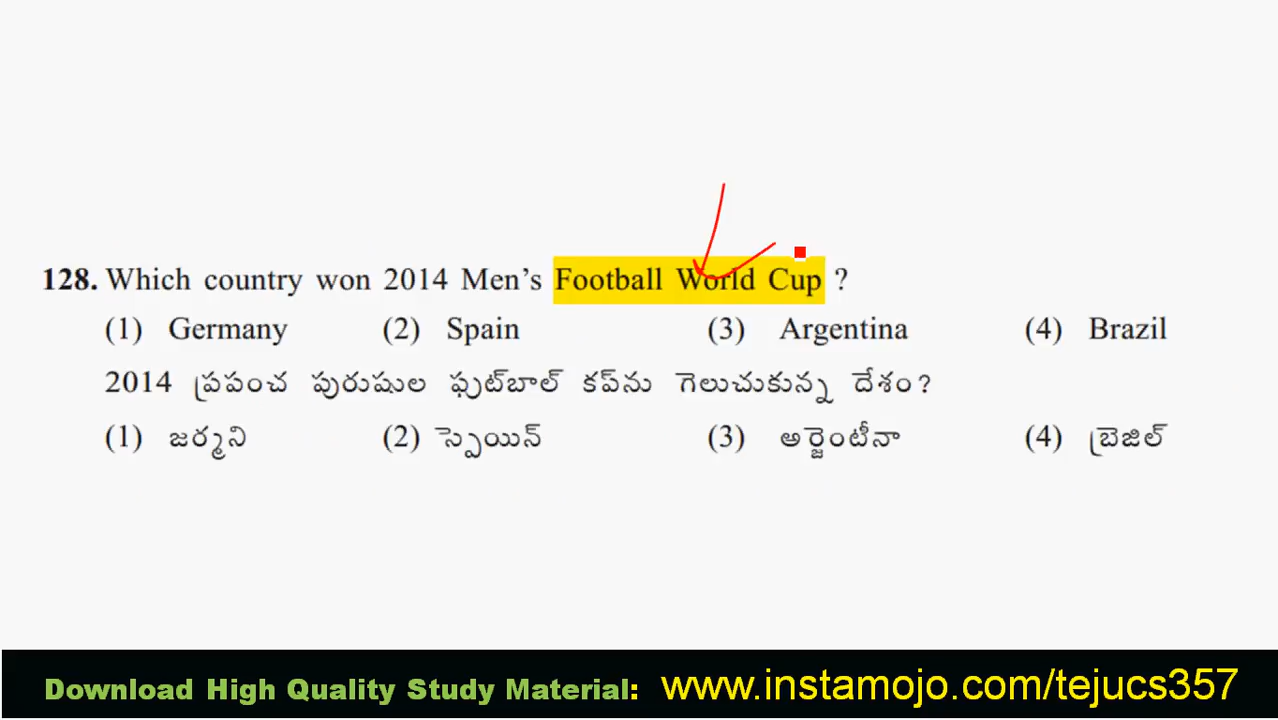 128. Which country won 2014 Men's Football World Cup ?
(1) Germany (2) Spain (3) Argentina (4) Brazil
2014 ప్రపంచ పురుషుల ఫుట్‌బాల్ కప్‌ను గెలుచుకున్న దేశం?
(1) జర్మని (2) స్పెయిన్ (3) అర్జెంటీనా (4) బ్రెజిల్
Download High Quality Study Material: www.instamojo.com/tejucs357